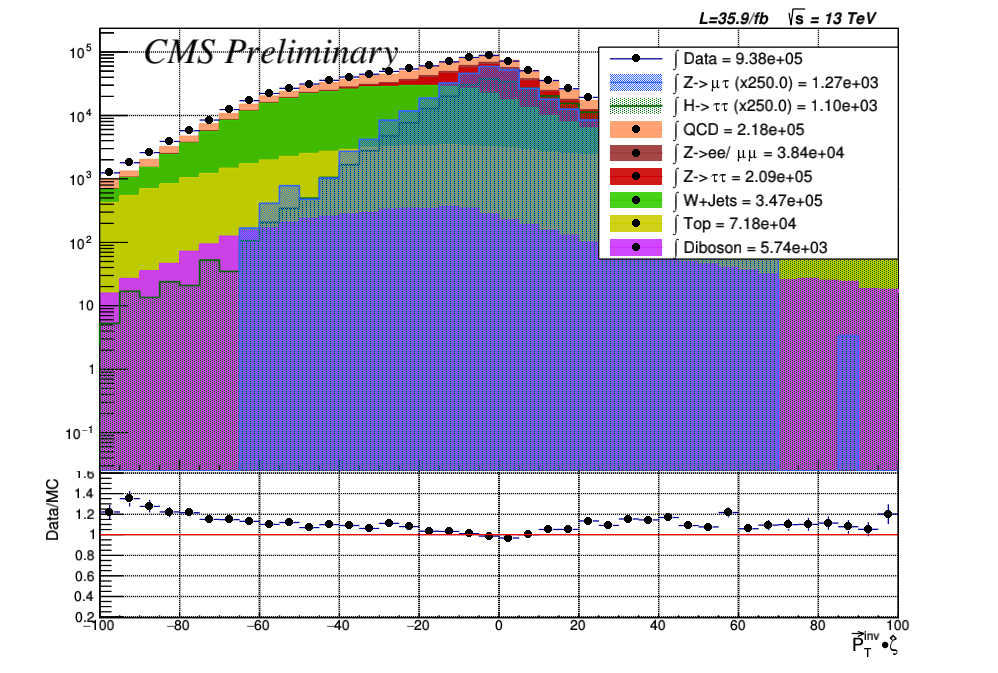 L=35.9/fb √s = 13 TeV
CMS Preliminary
∫ Data = 9.38e+05
∫ Z->μτ (x250.0) = 1.27e+03
∫ H->ττ (x250.0) = 1.10e+03
∫ QCD = 2.18e+05
∫ Z->ee/ μμ = 3.84e+04
∫ Z->ττ = 2.09e+05
∫ W+Jets = 3.47e+05
∫ Top = 7.18e+04
∫ Diboson = 5.74e+03
10⁵
10⁴
10³
10²
10
1
10⁻¹
Data/MC
1.6
1.4
1.2
1
0.8
0.6
0.4
0.2
−100 −80 −60 −40 −20 0 20 40 60 80 100
P⃗_T^inv • ζ̂